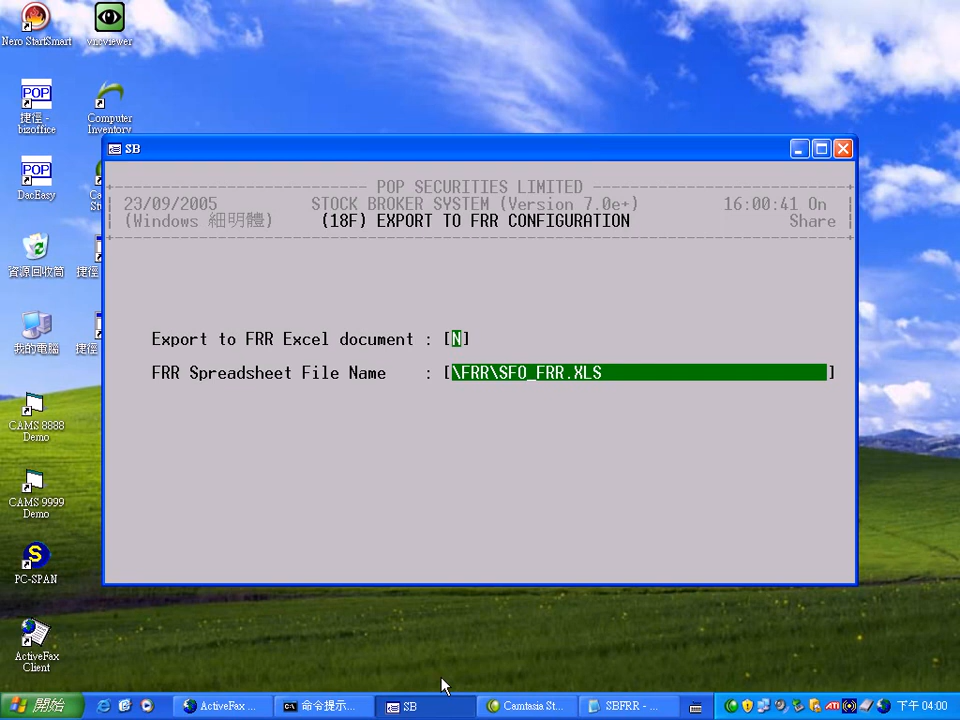 Nero StartSmart
vncviewer
POP
捷徑 -
bizoffice
Computer
Inventory
POP
DacEasy
資源回收筒
捷徑
我的電腦
捷徑
CAMS 8888
Demo
CAMS 9999
Demo
S
PC-SPAN
ActiveFax
Client
SB
POP SECURITIES LIMITED
23/09/2005 STOCK BROKER SYSTEM (Version 7.0e+) 16:00:41 On
(Windows 細明體) (18F) EXPORT TO FRR CONFIGURATION Share
Export to FRR Excel document : [N]
FRR Spreadsheet File Name : [\FRR\SFO_FRR.XLS]
開始
ActiveFax ...
命令提示...
SB
Camtasia St...
SBFRR - ...
下午 04:00